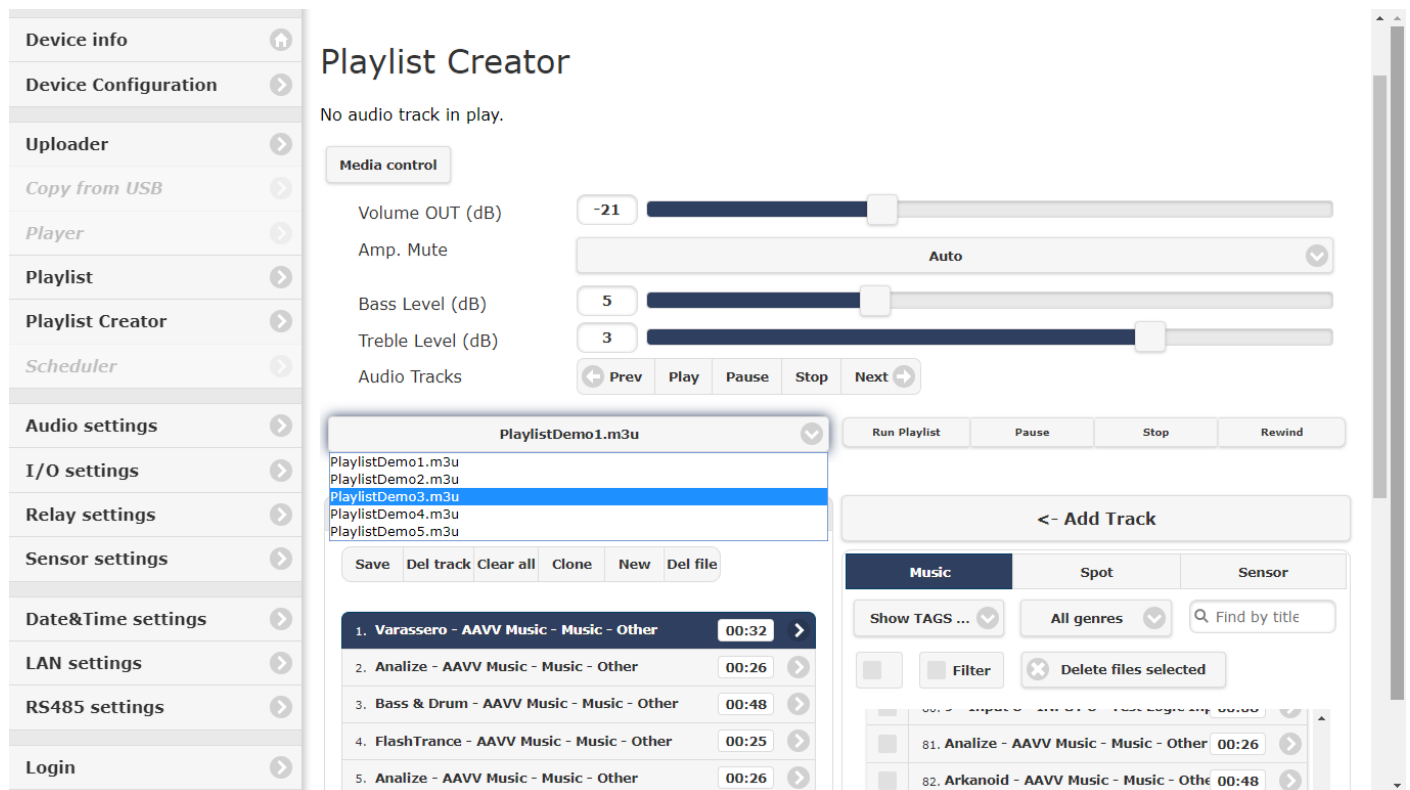 Device info
Device Configuration
Uploader
Copy from USB
Player
Playlist
Playlist Creator
Scheduler
Audio settings
I/O settings
Relay settings
Sensor settings
Date&Time settings
LAN settings
RS485 settings
Login
Playlist Creator
No audio track in play.
Media control
Volume OUT (dB) -21
Amp. Mute Auto
Bass Level (dB) 5
Treble Level (dB) 3
Audio Tracks Prev Play Pause Stop Next
PlaylistDemo1.m3u
PlaylistDemo1.m3u
PlaylistDemo2.m3u
PlaylistDemo3.m3u
PlaylistDemo4.m3u
PlaylistDemo5.m3u
Save Del track Clear all Clone New Del file
1. Varassero - AAVV Music - Music - Other 00:32
2. Analize - AAVV Music - Music - Other 00:26
3. Bass & Drum - AAVV Music - Music - Other 00:48
4. FlashTrance - AAVV Music - Music - Other 00:25
5. Analize - AAVV Music - Music - Other 00:26
Run Playlist Pause Stop Rewind
<- Add Track
Music Spot Sensor
Show TAGS ... All genres Find by title
Filter Delete files selected
81. Analize - AAVV Music - Music - Other 00:26
82. Arkanoid - AAVV Music - Music - Othe 00:48